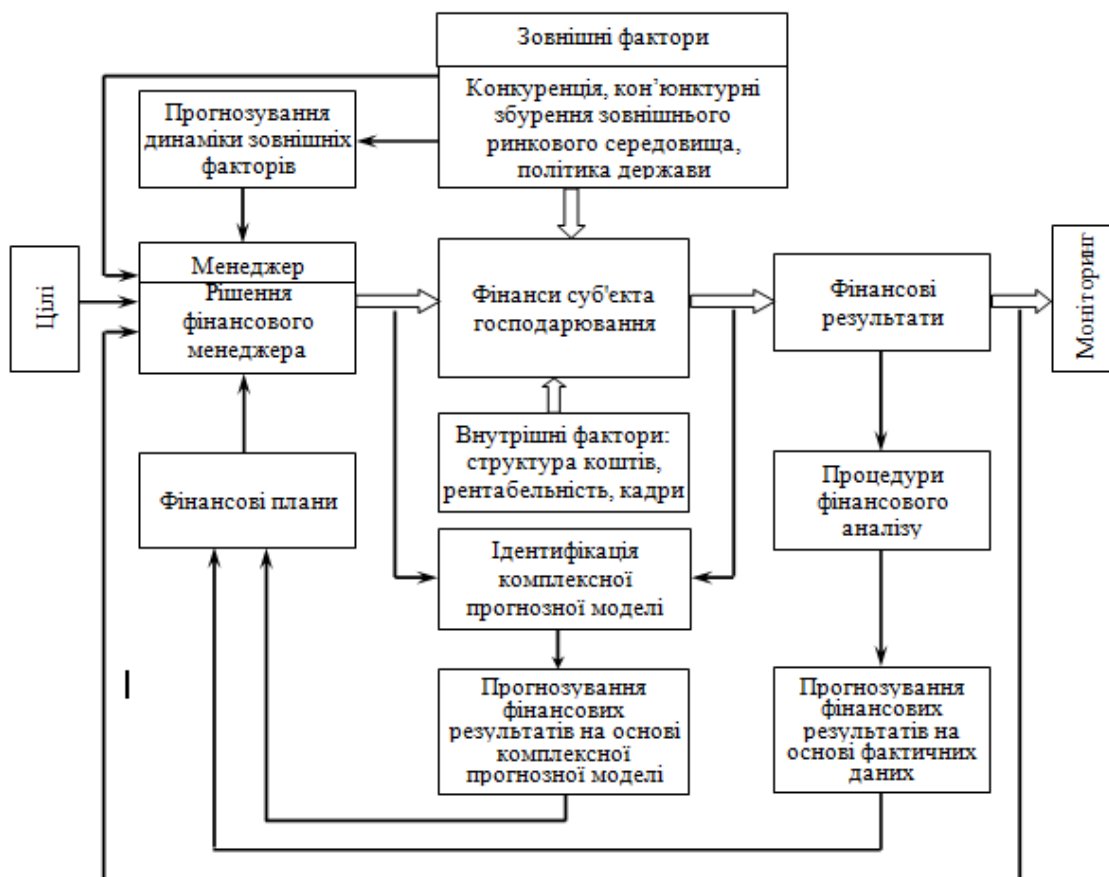 Зовнішні фактори
Конкуренція, кон’юнктурні
збурення зовнішнього
ринкового середовища,
політика держави
Прогнозування
динаміки зовнішніх
факторів
Цілі
Менеджер
Рішення
фінансового
менеджера
Фінанси суб'єкта
господарювання
Фінансові
результати
Моніторинг
Внутрішні фактори:
структура коштів,
рентабельність, кадри
Фінансові плани
Процедури
фінансового
аналізу
Ідентифікація
комплексної
прогнозної моделі
Прогнозування
фінансових
результатів на основі
комплексної
прогнозної моделі
Прогнозування
фінансових
результатів на
основі фактичних
даних